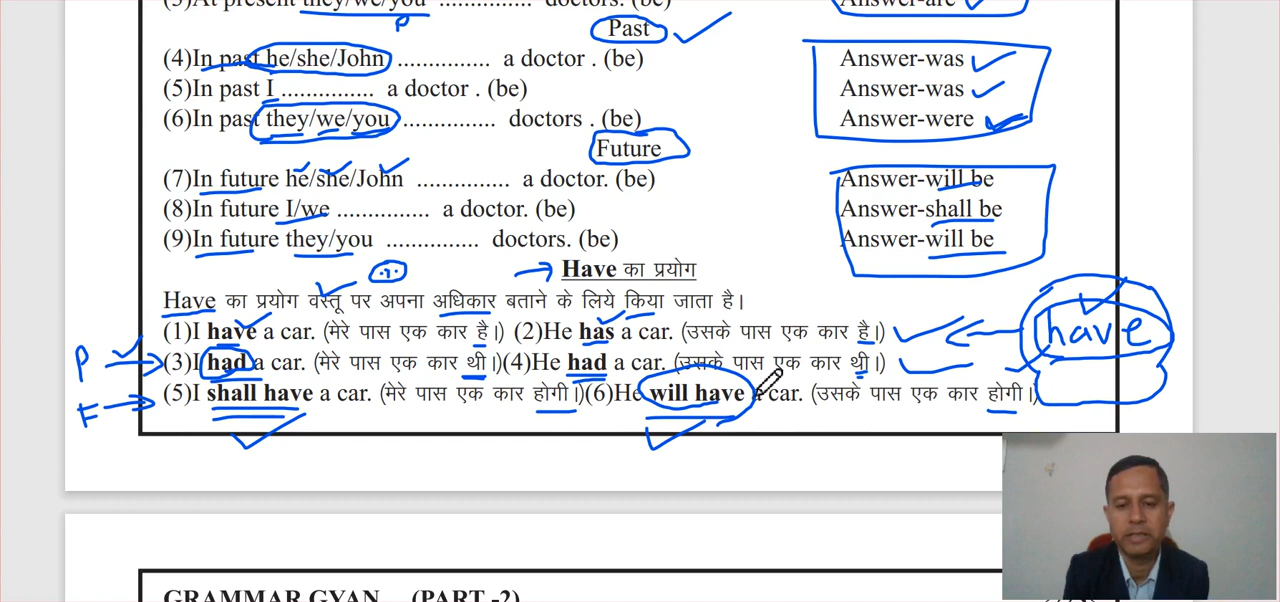 (3)At present they/we/you ............... doctors. (be) Answer-are
P
Past
(4)In past he/she/John ............... a doctor . (be) Answer-was
(5)In past I ............... a doctor . (be) Answer-was
(6)In past they/we/you ............... doctors . (be) Answer-were
Future
(7)In future he/she/John ............... a doctor. (be) Answer-will be
(8)In future I/we ............... a doctor. (be) Answer-shall be
(9)In future they/you ............... doctors. (be) Answer-will be
Have का प्रयोग
Have का प्रयोग वस्तू पर अपना अधिकार बताने के लिये किया जाता है।
(1)I have a car. (मेरे पास एक कार है।) (2)He has a car. (उसके पास एक कार है।) have
P (3)I had a car. (मेरे पास एक कार थी।)(4)He had a car. (उसके पास एक कार थी।)
F (5)I shall have a car. (मेरे पास एक कार होगी।)(6)He will have a car. (उसके पास एक कार होगी।)
GRAMMAR GYAN (PART -2)